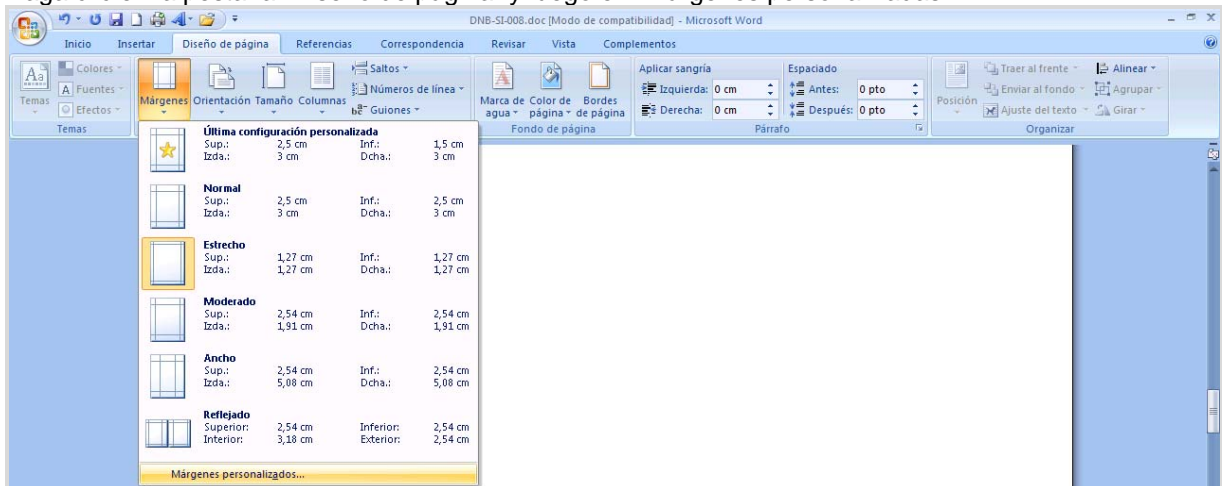 DNB-SI-008.doc [Modo de compatibilidad] - Microsoft Word
Inicio Insertar Diseño de página Referencias Correspondencia Revisar Vista Complementos
Temas
Colores
Fuentes
Efectos
Temas
Márgenes Orientación Tamaño Columnas
Saltos
Números de línea
Guiones
Marca de agua Color de página Bordes de página
Fondo de página
Aplicar sangría
Izquierda: 0 cm
Derecha: 0 cm
Espaciado
Antes: 0 pto
Después: 0 pto
Párrafo
Posición
Traer al frente
Enviar al fondo
Ajuste del texto
Alinear
Agrupar
Girar
Organizar
Última configuración personalizada
Sup.: 2,5 cm Inf.: 1,5 cm
Izda.: 3 cm Dcha.: 3 cm
Normal
Sup.: 2,5 cm Inf.: 2,5 cm
Izda.: 3 cm Dcha.: 3 cm
Estrecho
Sup.: 1,27 cm Inf.: 1,27 cm
Izda.: 1,27 cm Dcha.: 1,27 cm
Moderado
Sup.: 2,54 cm Inf.: 2,54 cm
Izda.: 1,91 cm Dcha.: 1,91 cm
Ancho
Sup.: 2,54 cm Inf.: 2,54 cm
Izda.: 5,08 cm Dcha.: 5,08 cm
Reflejado
Superior: 2,54 cm Inferior: 2,54 cm
Interior: 3,18 cm Exterior: 2,54 cm
Márgenes personalizados...